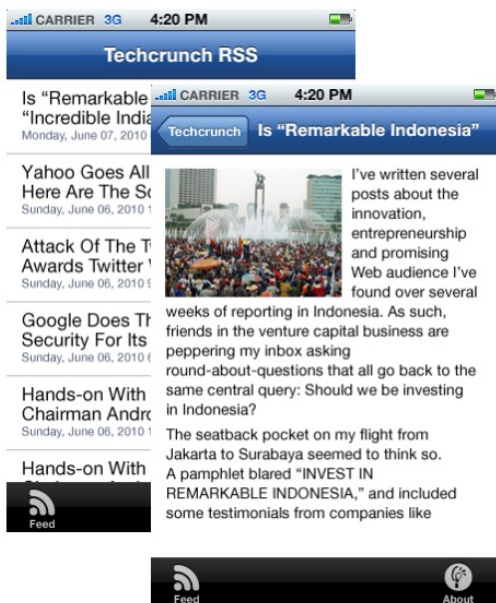 CARRIER 3G 4:20 PM
Techcrunch RSS
Is “Remarkable
“Incredible India
Monday, June 07, 2010
Yahoo Goes All
Here Are The
Sunday, June 06, 2010
Attack Of The
Awards Twitter
Sunday, June 06, 2010
Google Does
Security For Its
Sunday, June 06, 2010
Hands-on With
Chairman
Sunday, June 06, 2010
Hands-on With
Feed
CARRIER 3G 4:20 PM
Techcrunch Is “Remarkable Indonesia”
I’ve written several
posts about the
innovation,
entrepreneurship
and promising
Web audience I’ve
found over several
weeks of reporting in Indonesia. As such,
friends in the venture capital business are
peppering my inbox asking
round-about-questions that all go back to the
same central query: Should we be investing
in Indonesia?
The seatback pocket on my flight from
Jakarta to Surabaya seemed to think so.
A pamphlet blared “INVEST IN
REMARKABLE INDONESIA,” and included
some testimonials from companies like
Feed About